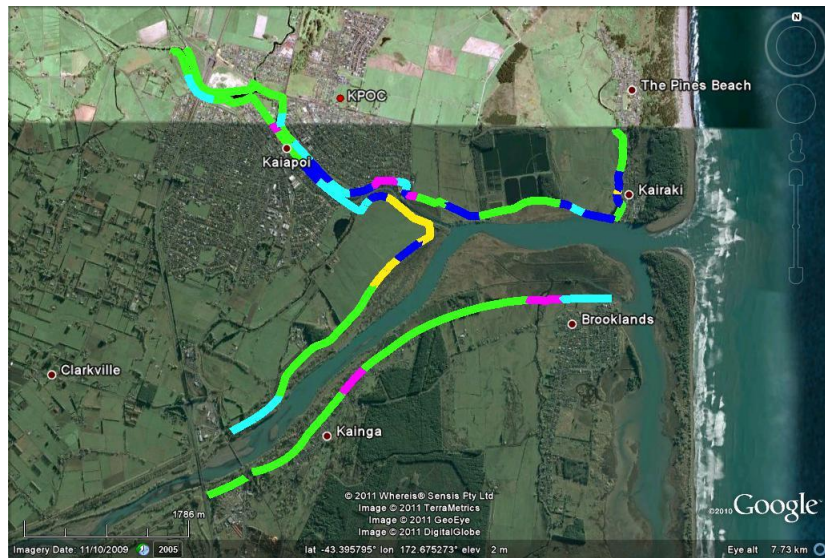 N
The Pines Beach
KPOC
Kaiapoi
Kairaki
Brooklands
Clarkville
Kainga
© 2011 Whereis® Sensis Pty Ltd
Image © 2011 TerraMetrics
Image © 2011 GeoEye
Image © 2011 DigitalGlobe
©2010 Google™
1786 m
Imagery Date: 11/10/2009 2005 lat -43.395795° lon 172.675273° elev 2 m Eye alt 7.73 km